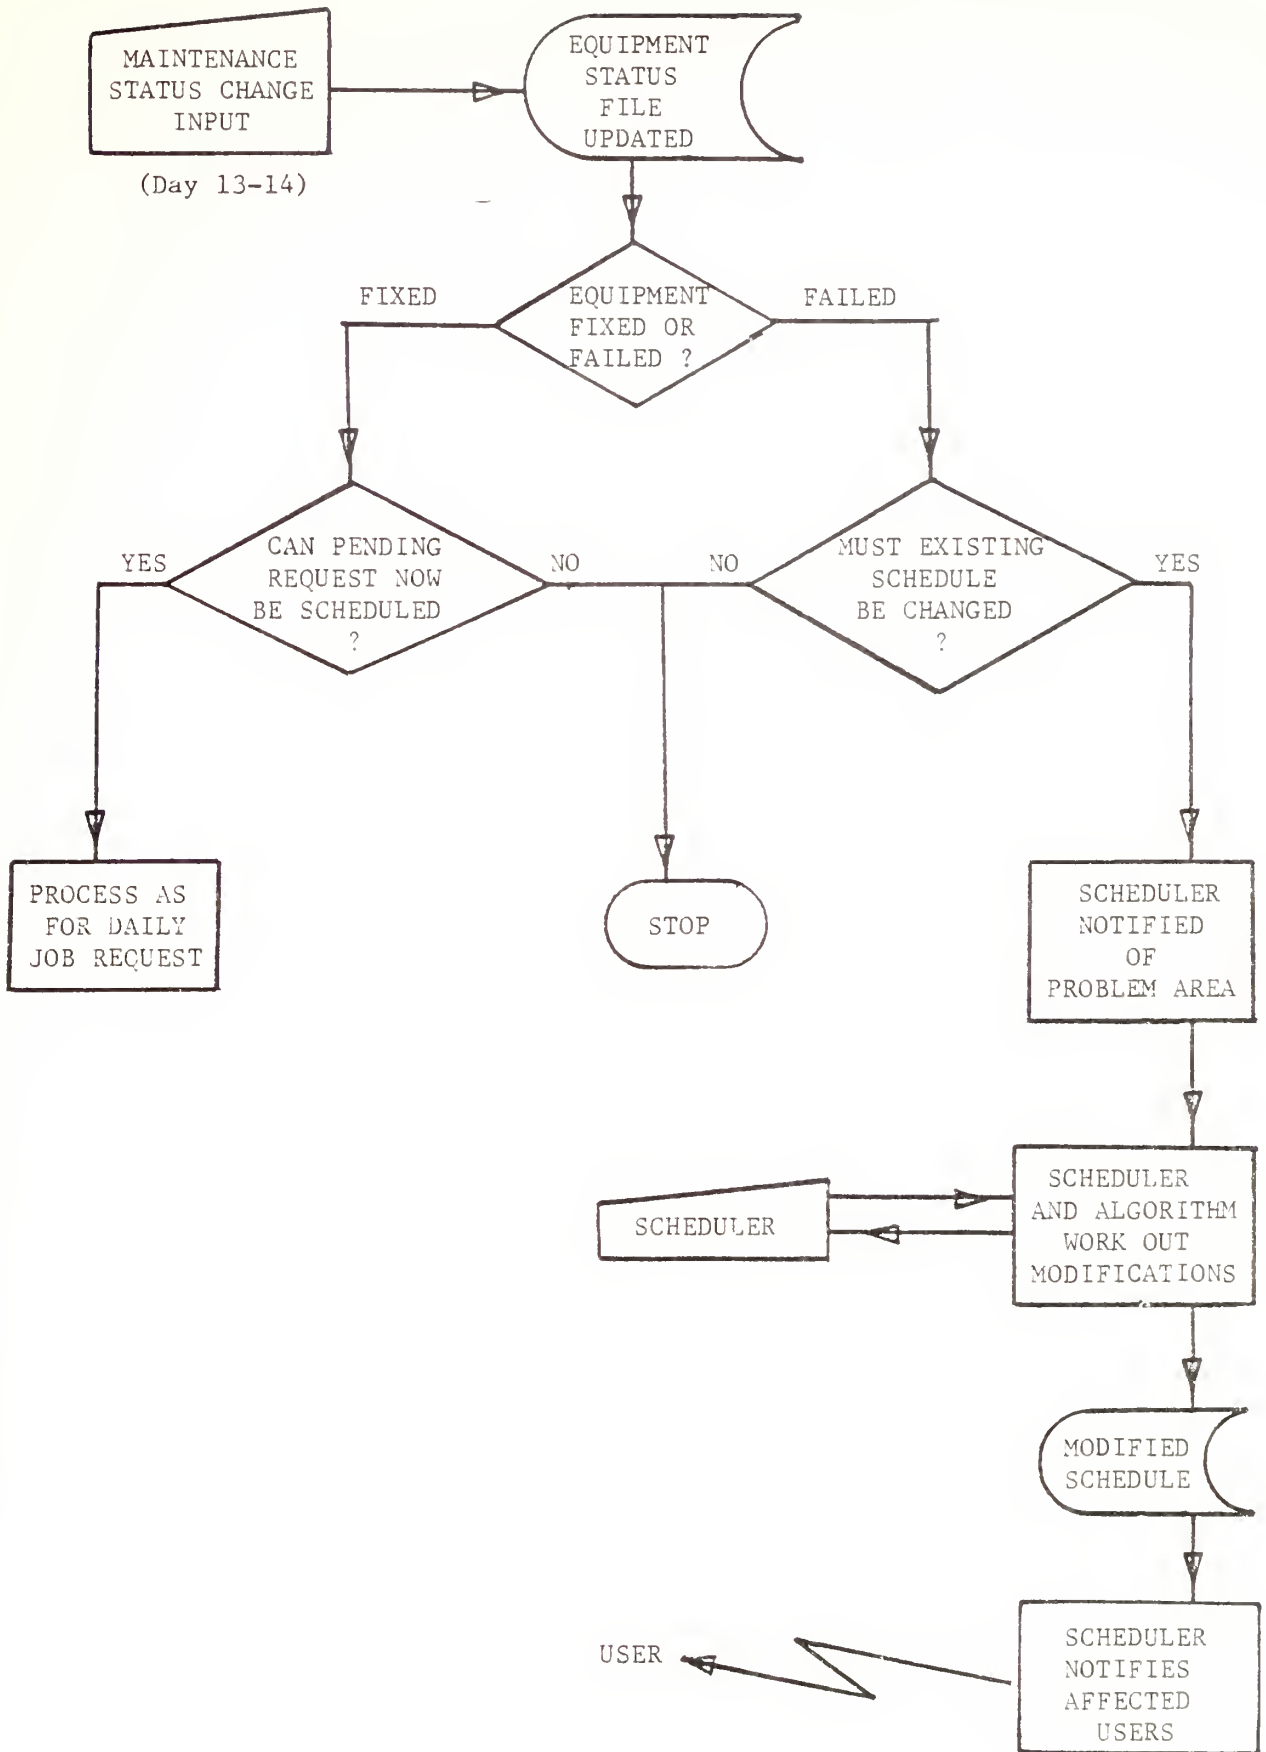 MAINTENANCE
STATUS CHANGE
INPUT
(Day 13-14)
EQUIPMENT
STATUS
FILE
UPDATED
EQUIPMENT
FIXED OR
FAILED ?
FIXED
FAILED
CAN PENDING
REQUEST NOW
BE SCHEDULED
?
YES
NO
MUST EXISTING
SCHEDULE
BE CHANGED
?
NO
YES
PROCESS AS
FOR DAILY
JOB REQUEST
STOP
SCHEDULER
NOTIFIED
OF
PROBLEM AREA
SCHEDULER
SCHEDULER
AND ALGORITHM
WORK OUT
MODIFICATIONS
MODIFIED
SCHEDULE
USER
SCHEDULER
NOTIFIES
AFFECTED
USERS